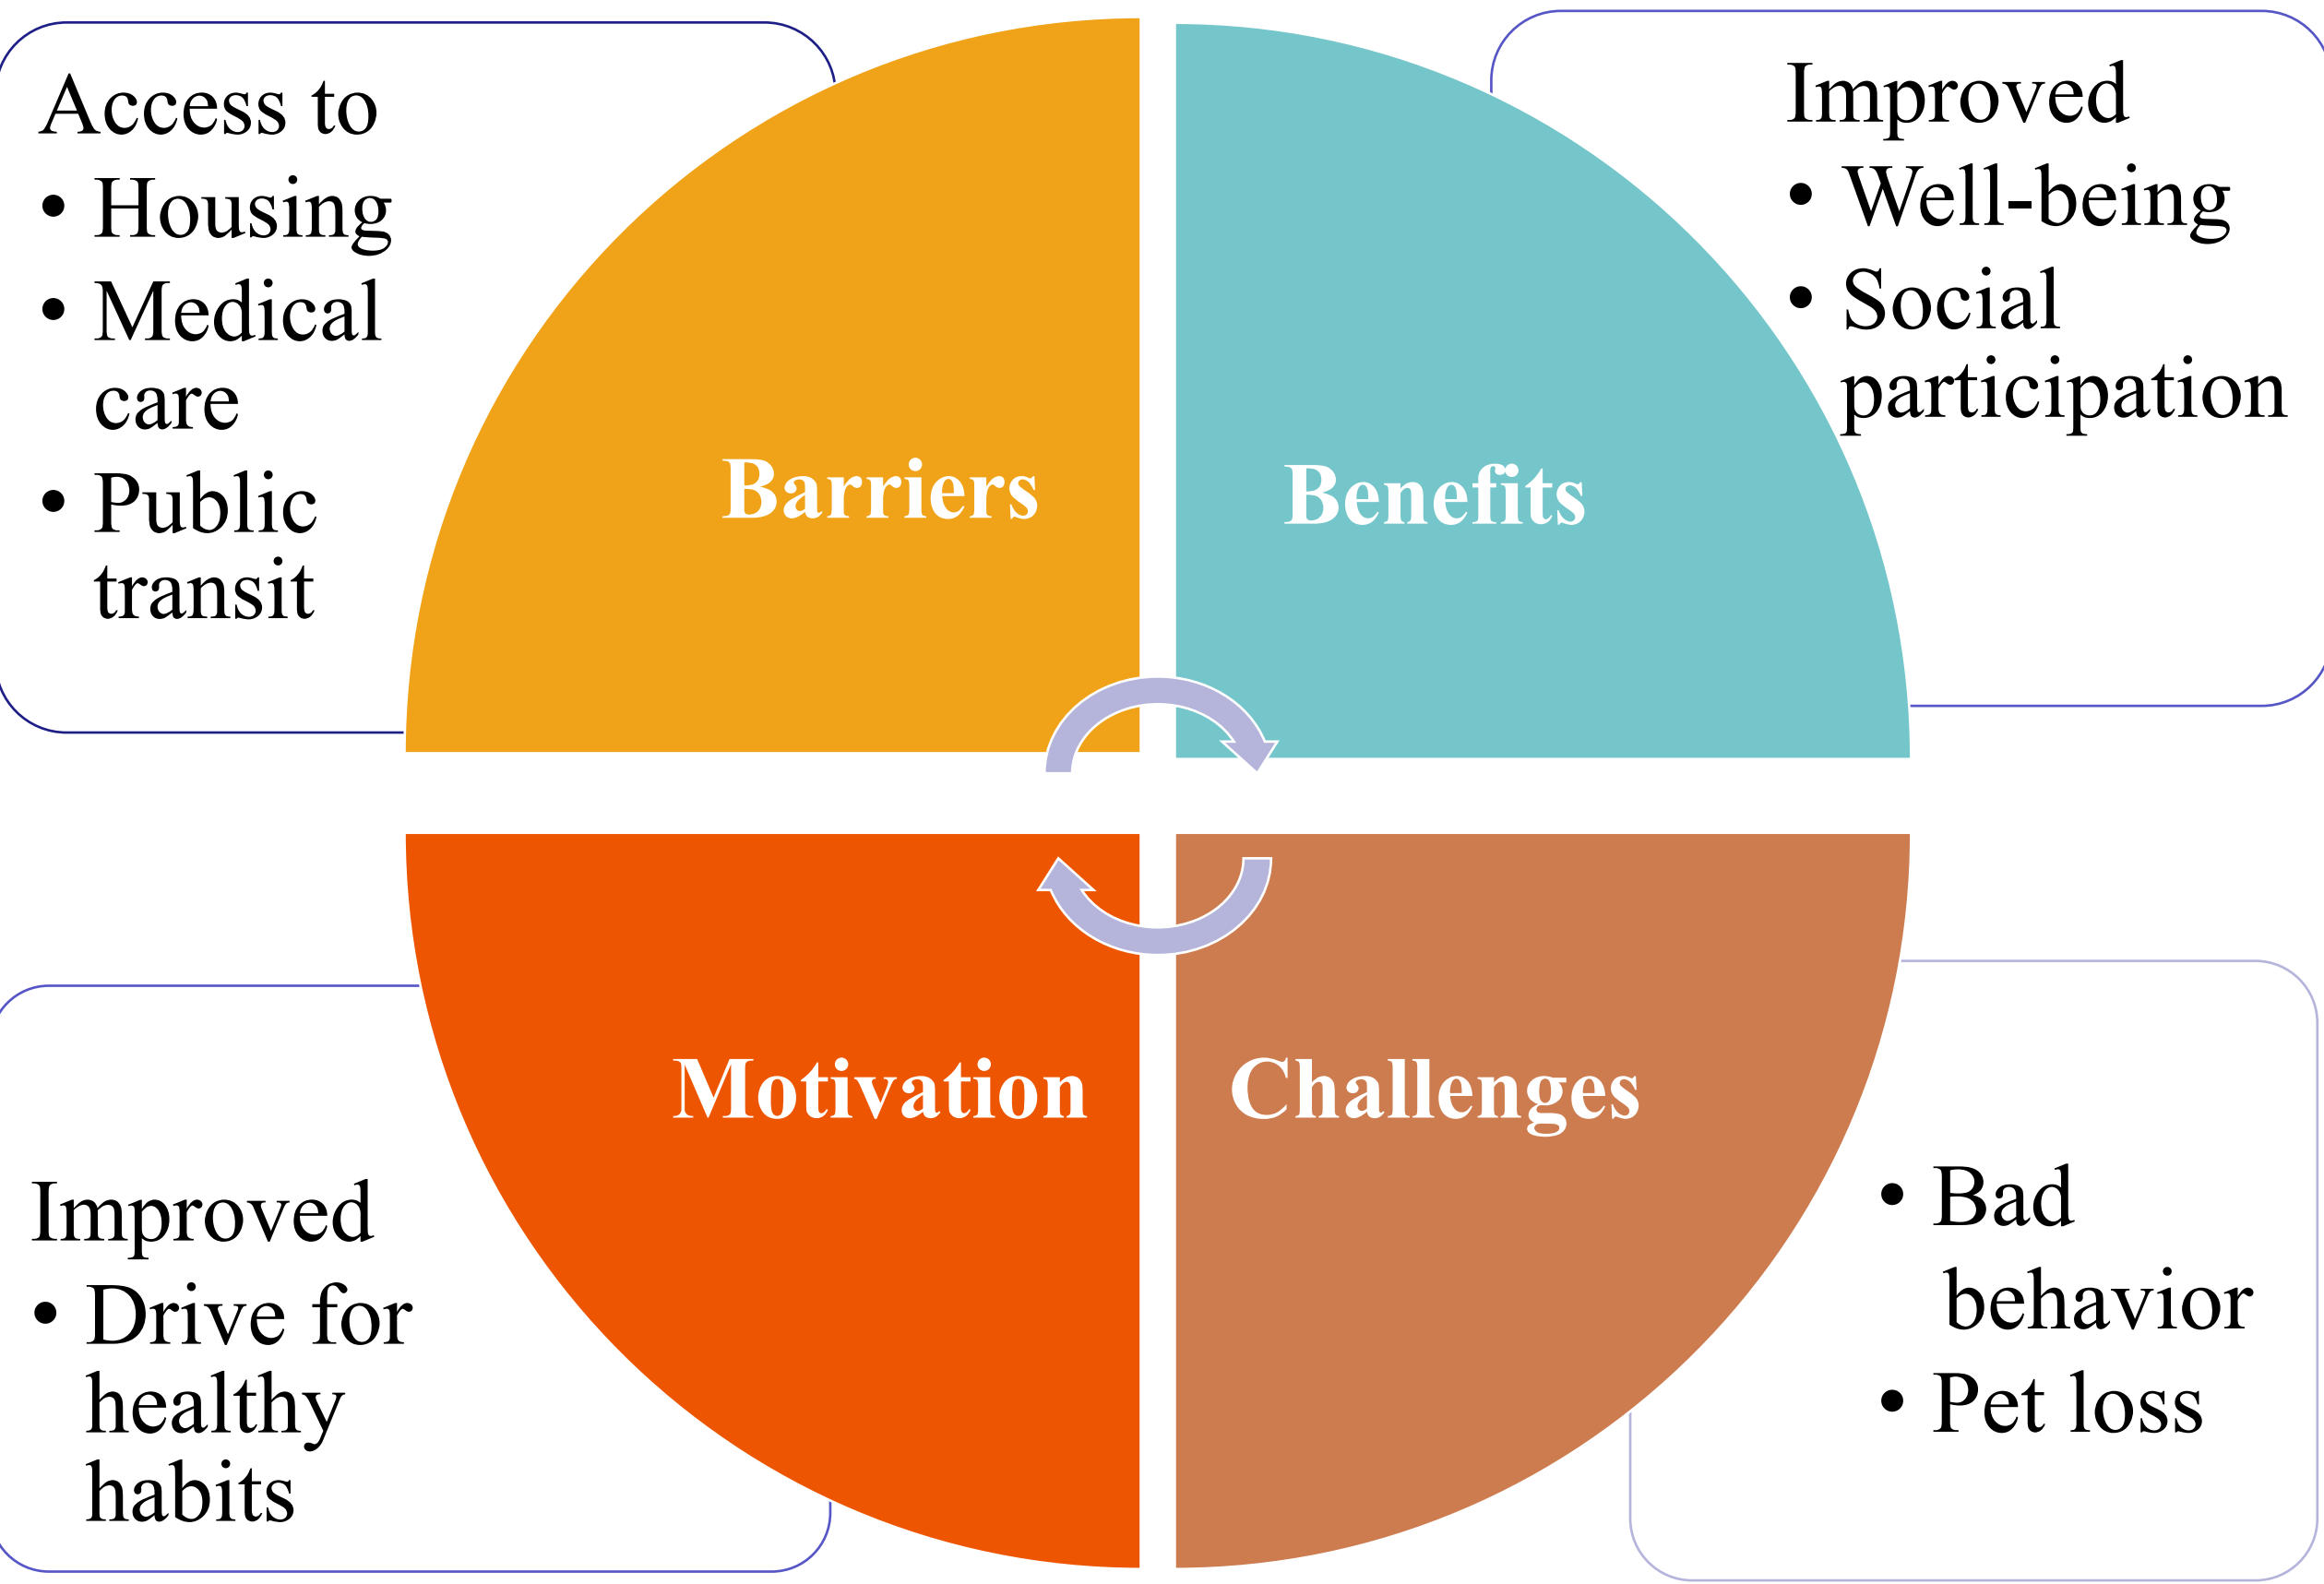 Access to
• Housing
• Medical
care
• Public
transit
Barriers
Benefits
Improved
• Well-being
• Social
participation
Improved
• Drive for
healthy
habits
Motivation
Challenges
• Bad
behavior
• Pet loss